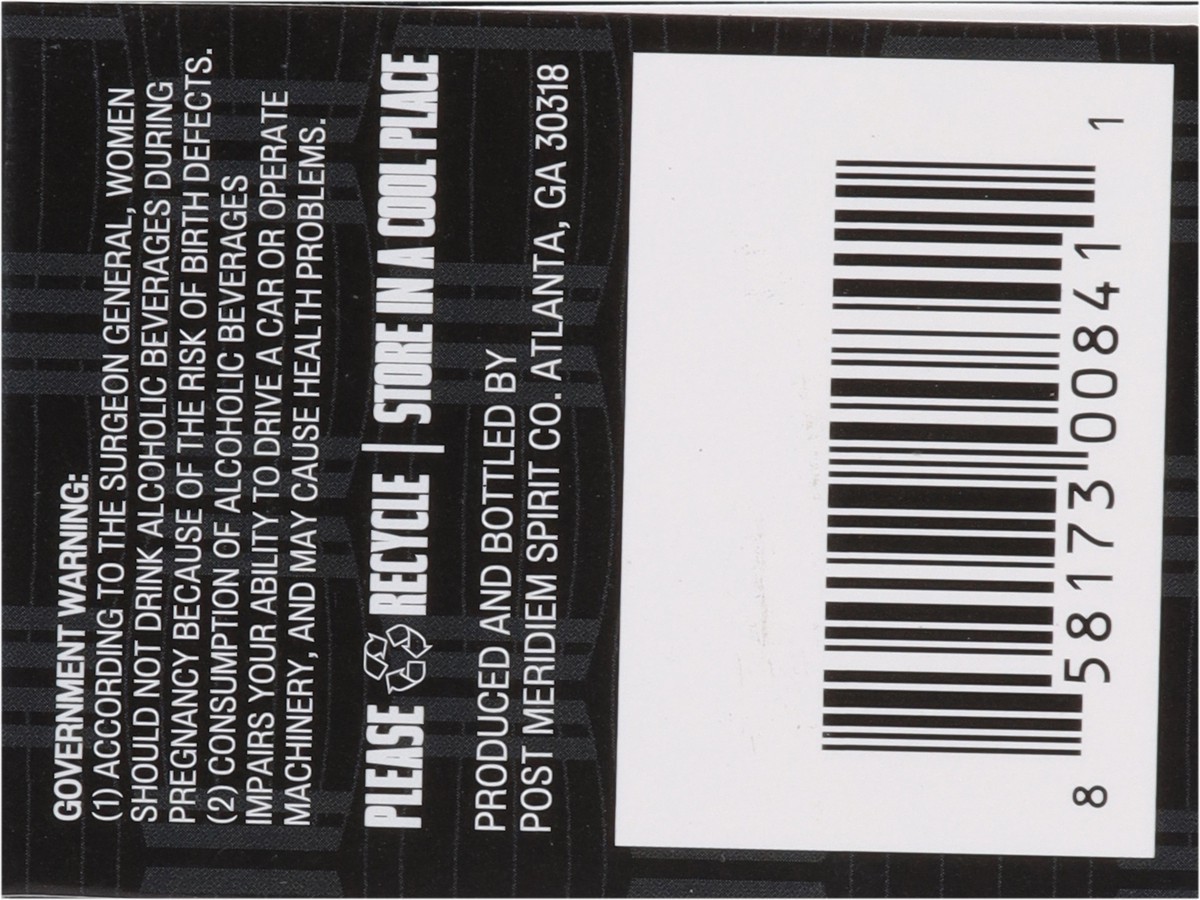 GOVERNMENT WARNING:
(1) ACCORDING TO THE SURGEON GENERAL, WOMEN
SHOULD NOT DRINK ALCOHOLIC BEVERAGES DURING
PREGNANCY BECAUSE OF THE RISK OF BIRTH DEFECTS.
(2) CONSUMPTION OF ALCOHOLIC BEVERAGES
IMPAIRS YOUR ABILITY TO DRIVE A CAR OR OPERATE
MACHINERY, AND MAY CAUSE HEALTH PROBLEMS.
PLEASE RECYCLE | STORE IN A COOL PLACE
PRODUCED AND BOTTLED BY
POST MERIDIEM SPIRIT CO. ATLANTA, GA 30318
8 58173 00841 1